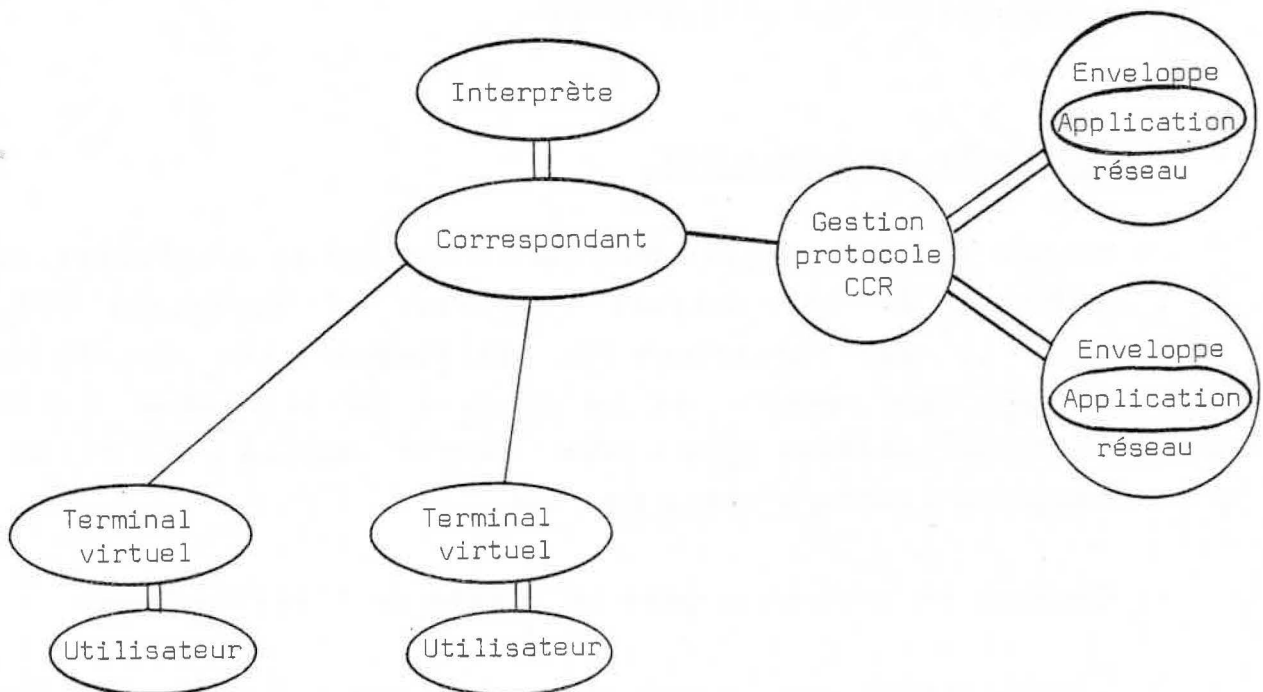 Interprète
Correspondant
Gestion
protocole
CCR
Enveloppe
Application
réseau
Enveloppe
Application
réseau
Terminal
virtuel
Utilisateur
Terminal
virtuel
Utilisateur